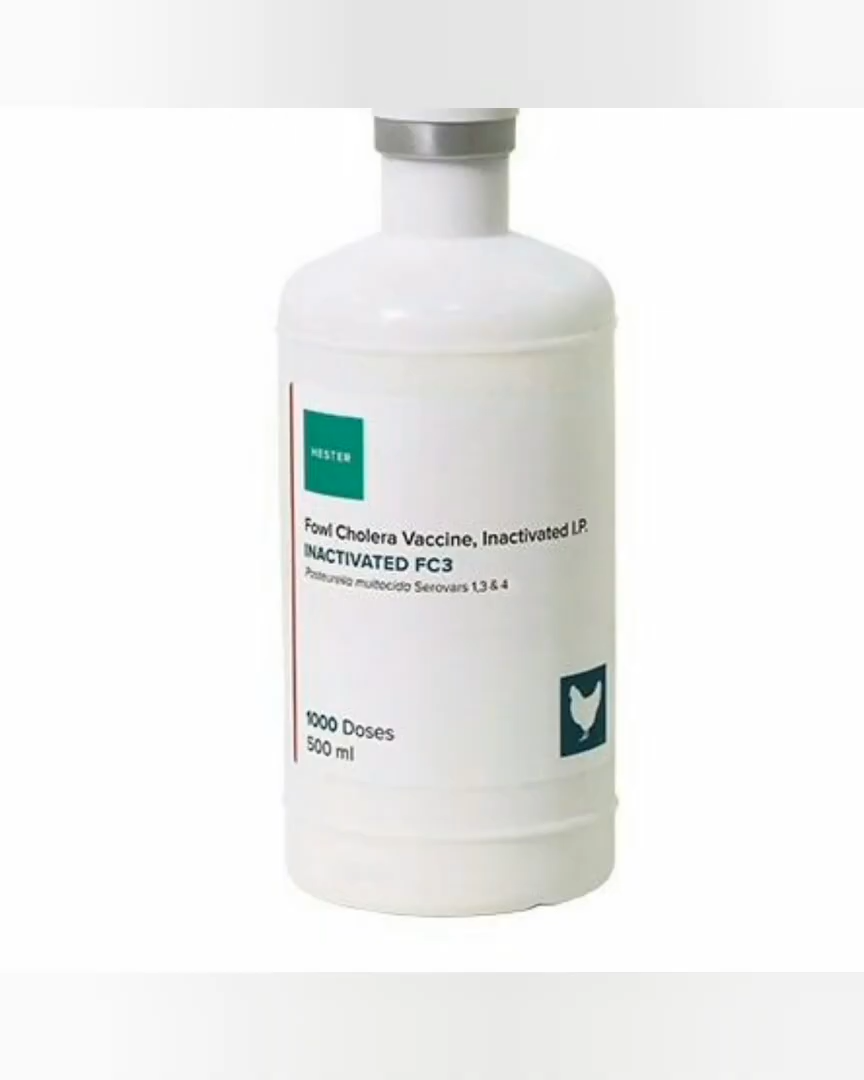 HESTER
Fowl Cholera Vaccine, Inactivated I.P.
INACTIVATED FC3
Pasteurella multocida Serovars 1,3 & 4
1000 Doses
500 ml